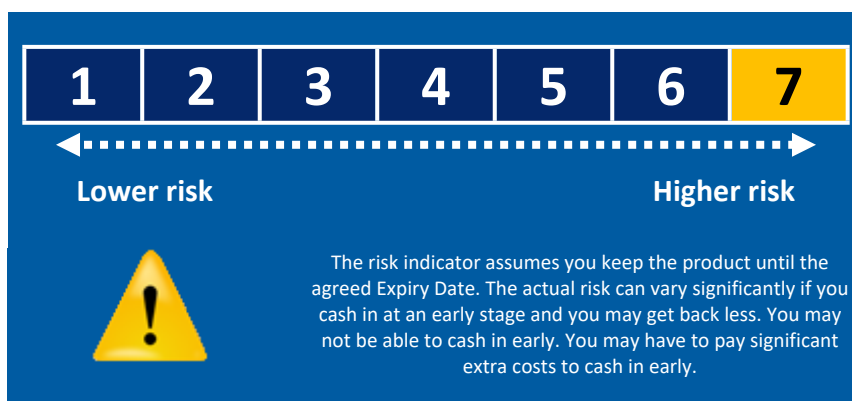 1 2 3 4 5 6 7
Lower risk Higher risk
The risk indicator assumes you keep the product until the
agreed Expiry Date. The actual risk can vary significantly if you
cash in at an early stage and you may get back less. You may
not be able to cash in early. You may have to pay significant
extra costs to cash in early.